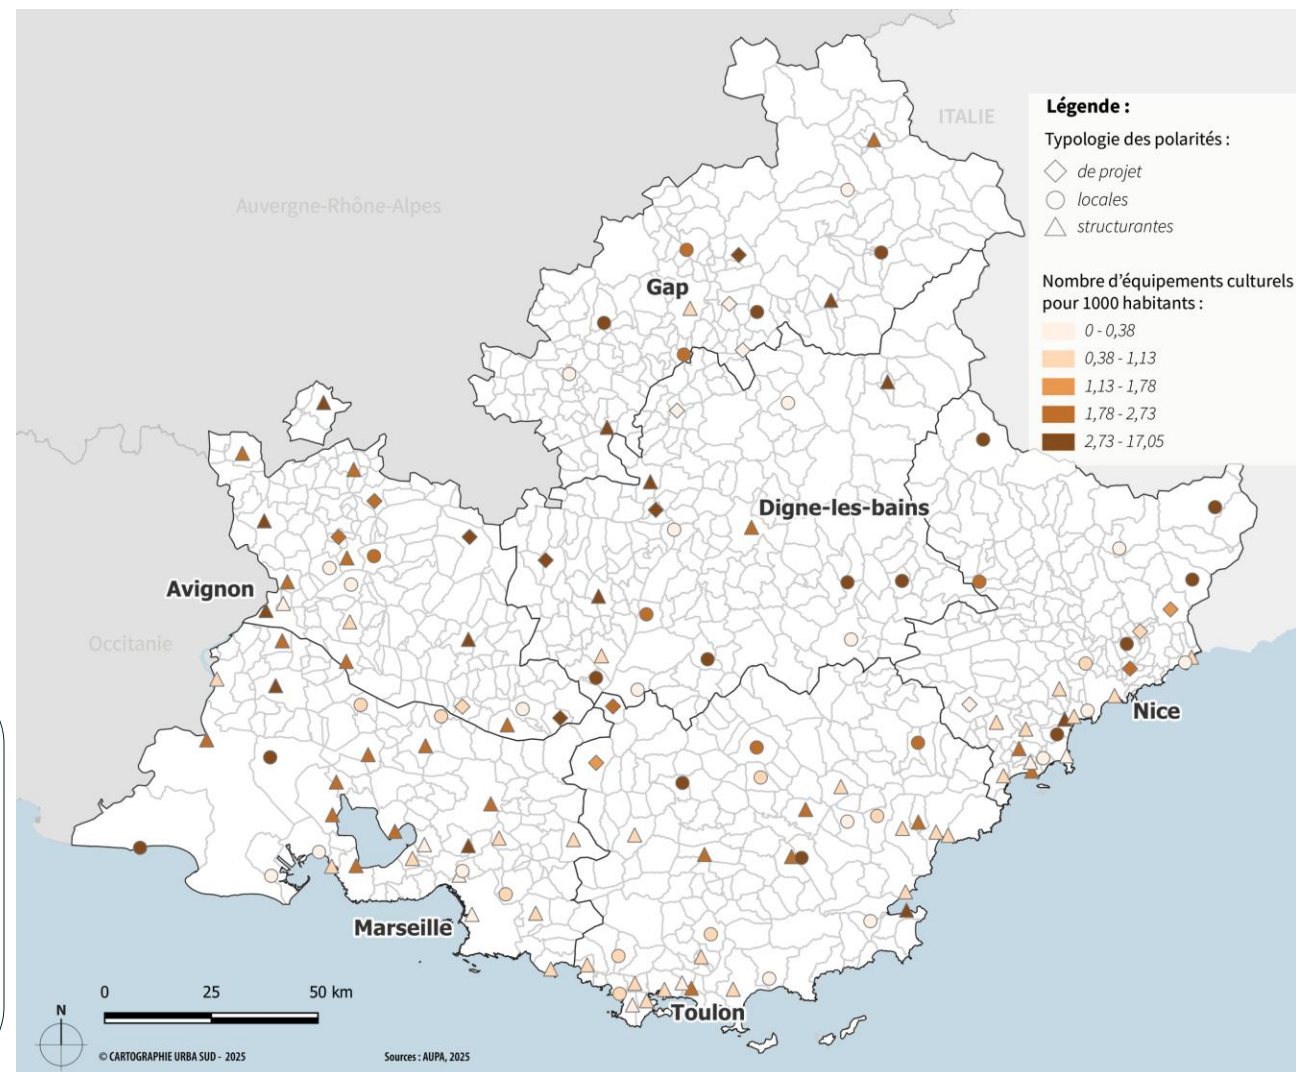 Légende :
ITALIE
Typologie des polarités :
de projet
locales
structurantes
Auvergne-Rhône-Alpes
Nombre d'équipements culturels
pour 1000 habitants :
0 - 0,38
0,38 - 1,13
1,13 - 1,78
1,78 - 2,73
2,73 - 17,05
Gap
Digne-les-bains
Avignon
Occitanie
Nice
Marseille
Toulon
0 25 50 km
N
© CARTOGRAPHIE URBA SUD - 2025
Sources : AUPA, 2025